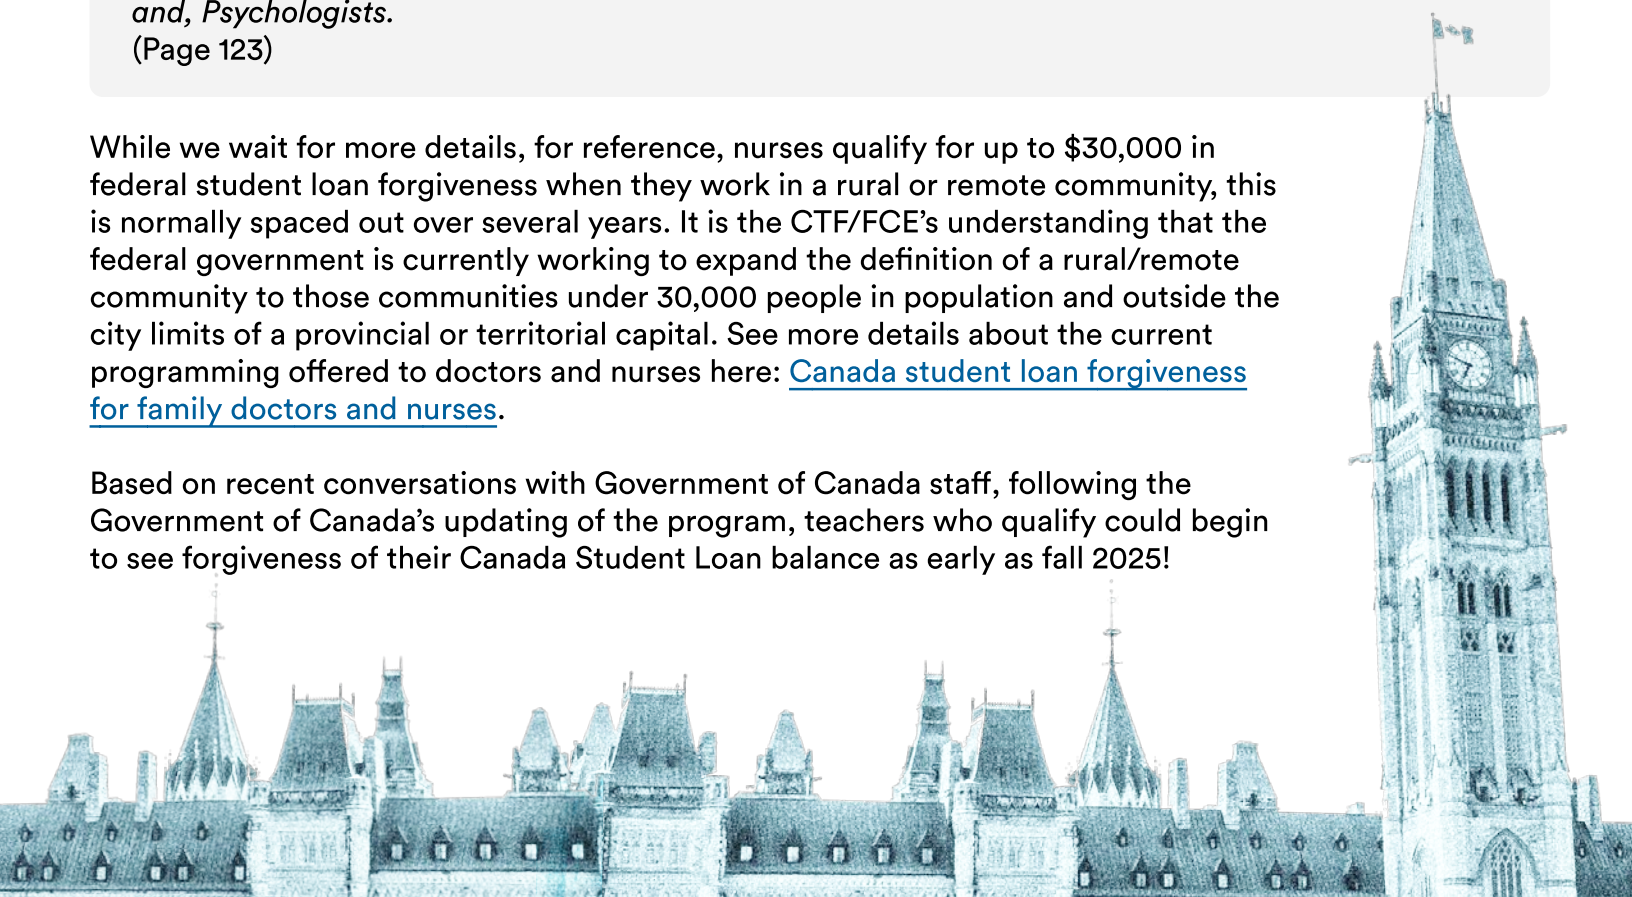 and, Psychologists.
(Page 123)
While we wait for more details, for reference, nurses qualify for up to $30,000 in
federal student loan forgiveness when they work in a rural or remote community, this
is normally spaced out over several years. It is the CTF/FCE’s understanding that the
federal government is currently working to expand the definition of a rural/remote
community to those communities under 30,000 people in population and outside the
city limits of a provincial or territorial capital. See more details about the current
programming offered to doctors and nurses here: Canada student loan forgiveness
for family doctors and nurses.
Based on recent conversations with Government of Canada staff, following the
Government of Canada’s updating of the program, teachers who qualify could begin
to see forgiveness of their Canada Student Loan balance as early as fall 2025!